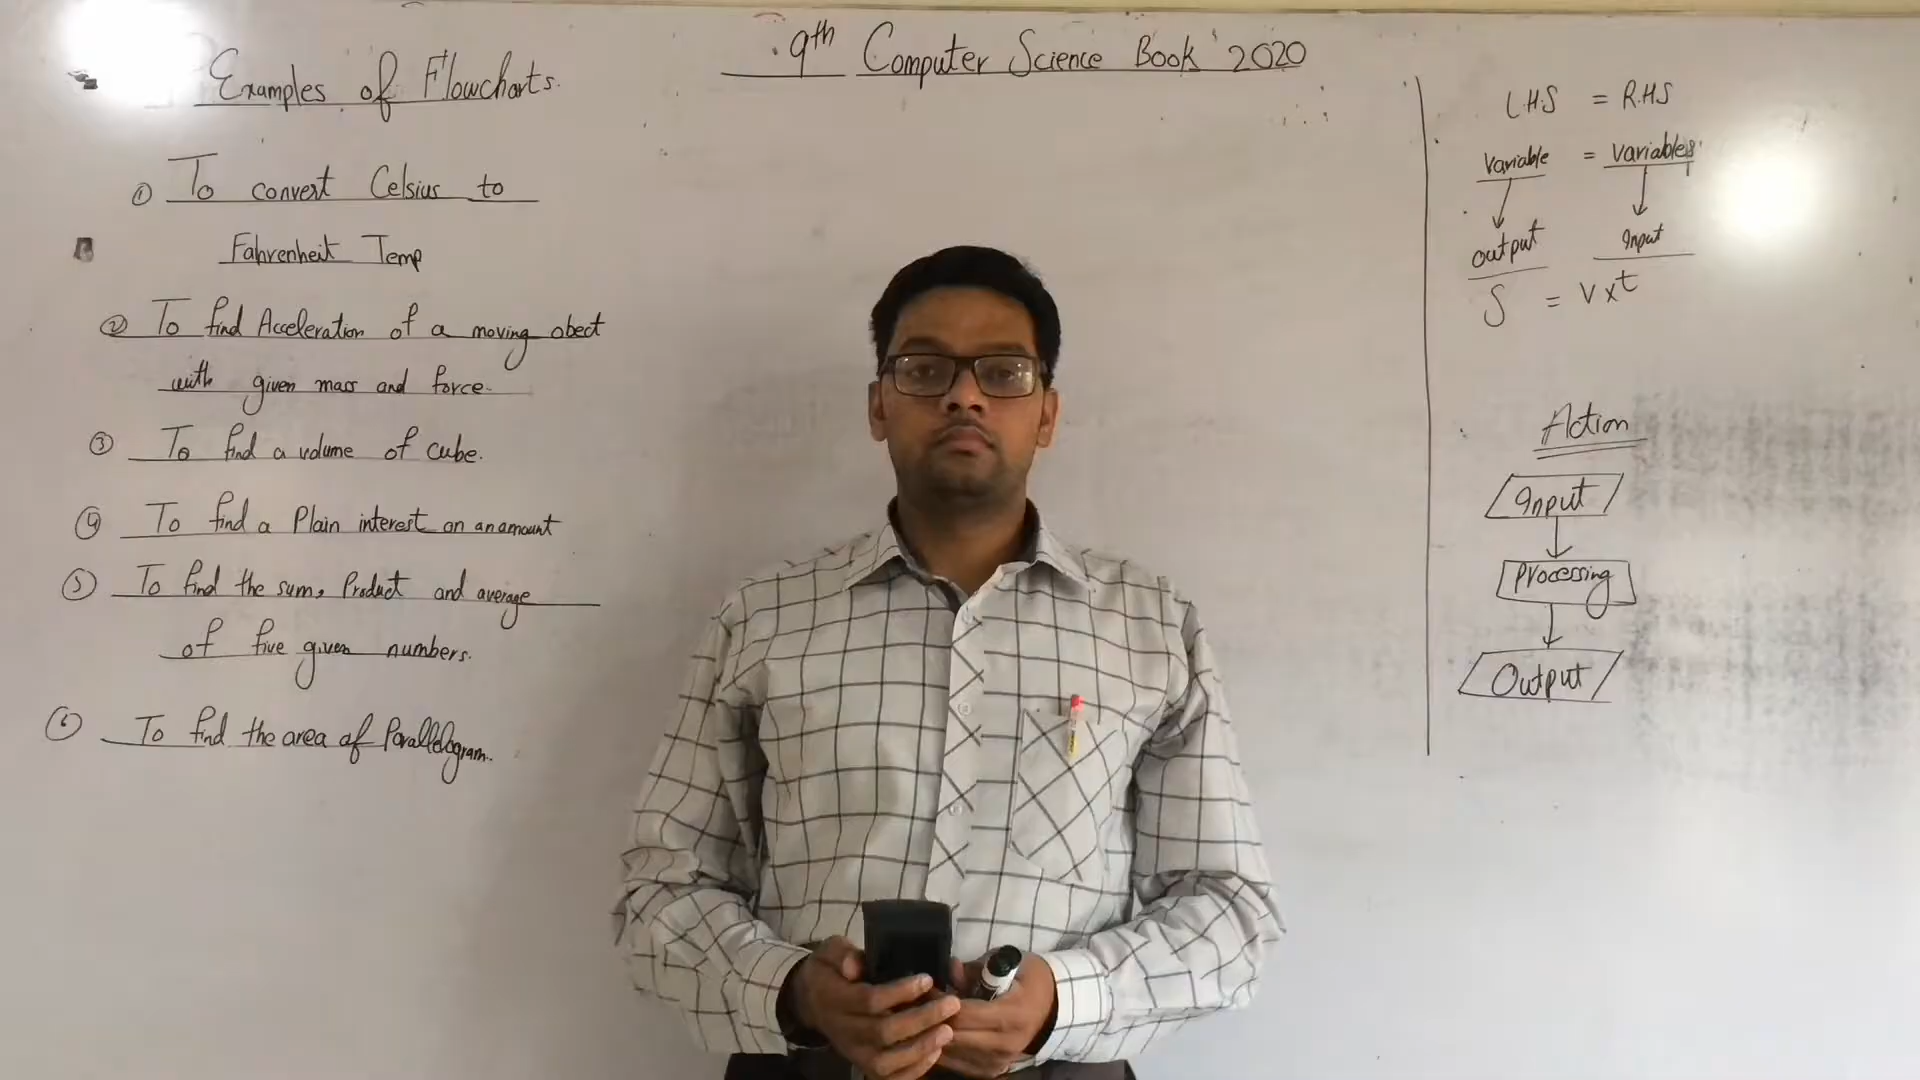 9th Computer Science Book 2020
Examples of Flowcharts.
① To convert Celsius to
Fahrenheit Temp
② To find Acceleration of a moving obect
with given mass and force.
③ To find a volume of cube.
④ To find a Plain interest on an amount
⑤ To find the sum, Product and average
of five given numbers.
⑥ To find the area of Parallelogram.
L.H.S = R.H.S
Variable = Variables
output Input
S = V x t
Action
Input
Processing
Output